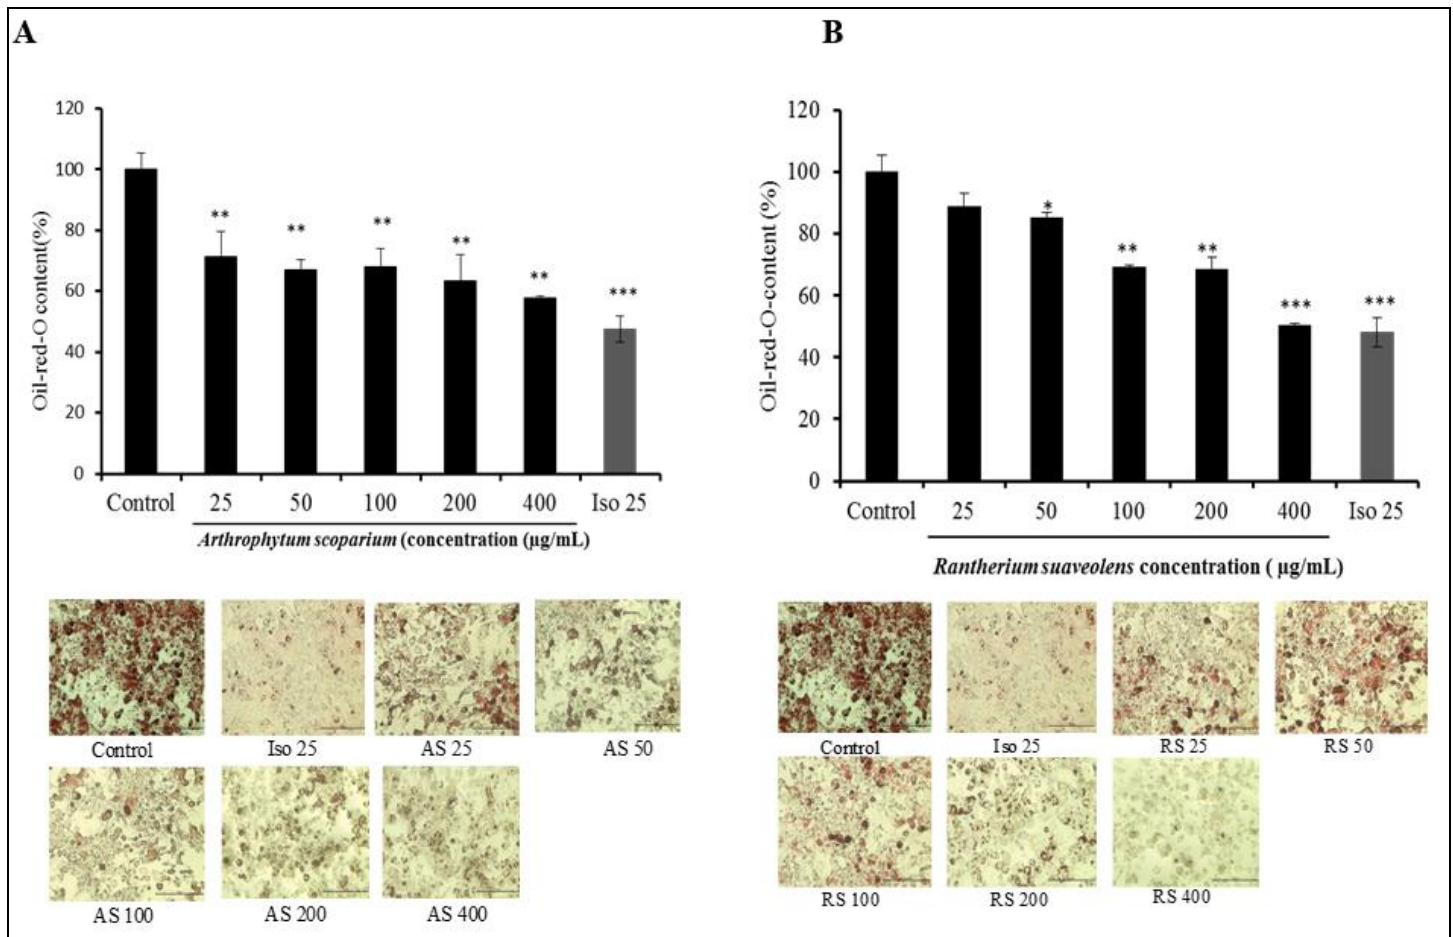 A
B
120
100
80
60
40
20
0
Oil-red-O content(%)
**
**
**
**
**
***
Control 25 50 100 200 400 Iso 25
Arthrophytum scoparium (concentration (µg/mL)
120
100
80
60
40
20
0
Oil-red-O-content (%)
*
**
**
***
***
Control 25 50 100 200 400 Iso 25
Rantherium suaveolens concentration ( µg/mL)
Control Iso 25 AS 25 AS 50
AS 100 AS 200 AS 400
Control Iso 25 RS 25 RS 50
RS 100 RS 200 RS 400